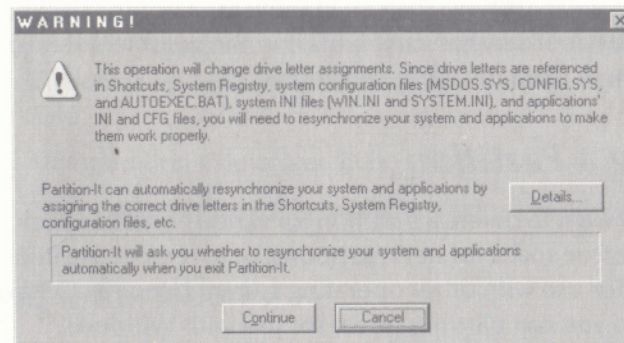 WARNING!
This operation will change drive letter assignments. Since drive letters are referenced
in Shortcuts, System Registry, system configuration files (MSDOS.SYS, CONFIG.SYS,
and AUTOEXEC.BAT), system INI files (WIN.INI and SYSTEM.INI), and applications'
INI and CFG files, you will need to resynchronize your system and applications to make
them work properly.
Partition-It can automatically resynchronize your system and applications by
assigning the correct drive letters in the Shortcuts, System Registry,
configuration files, etc.
Details...
Partition-It will ask you whether to resynchronize your system and applications
automatically when you exit Partition-It.
Continue
Cancel